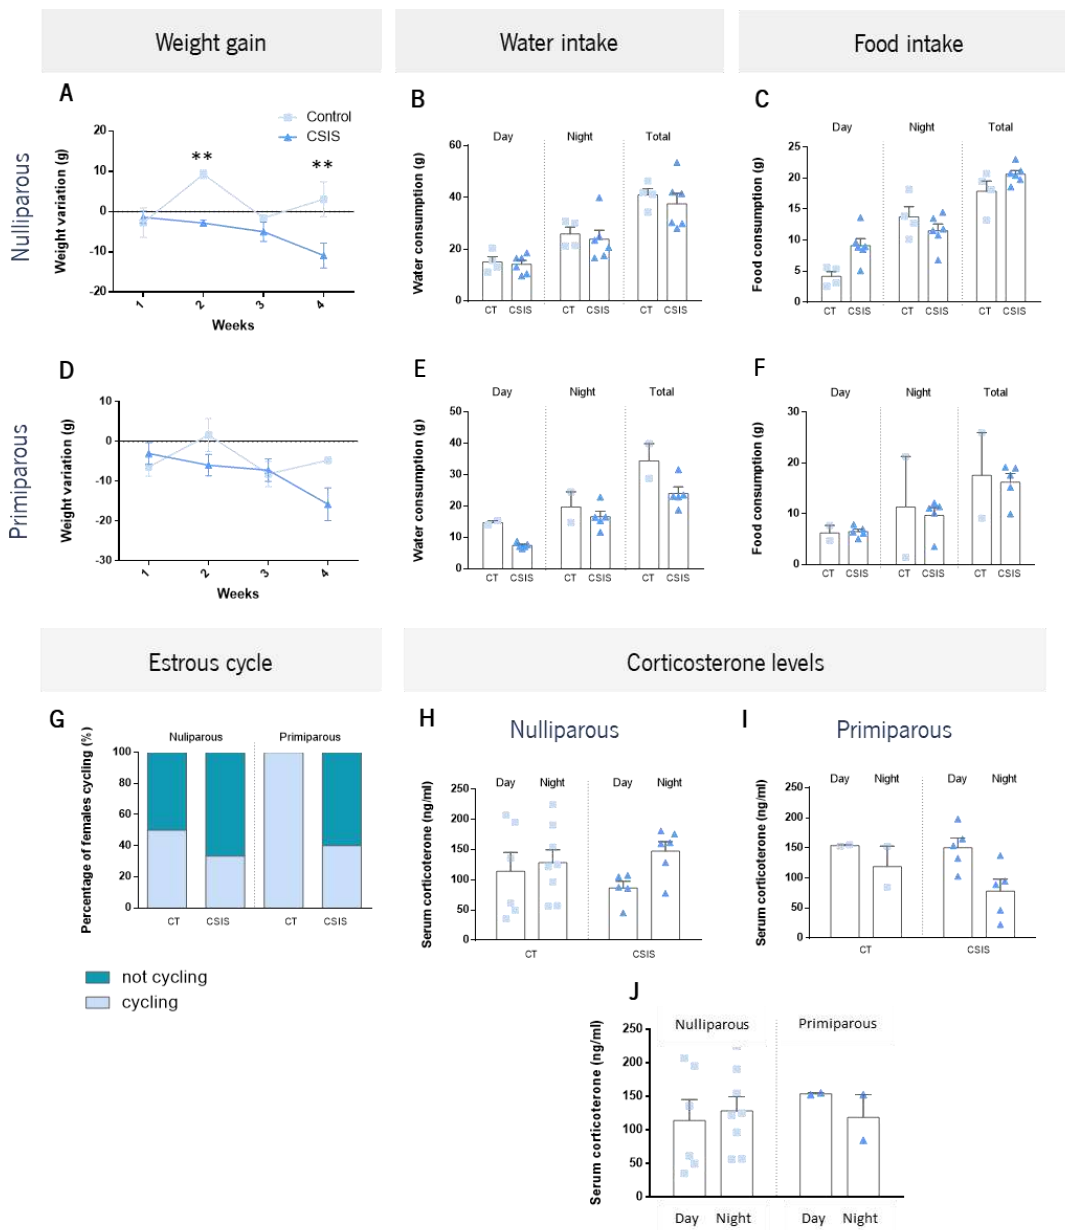 Weight gain
Water intake
Food intake
Nulliparous
A
Control
CSIS
Weight variation (g)
20
10
0
-10
-20
**
**
1
2
3
4
Weeks
B
Day
Night
Total
Water consumption (g)
60
40
20
0
CT
CSIS
CT
CSIS
CT
CSIS
C
Day
Night
Total
Food consumption (g)
25
20
15
10
5
0
CT
CSIS
CT
CSIS
CT
CSIS
Primiparous
D
Weight variation (g)
10
0
-10
-20
-30
1
2
3
4
Weeks
E
Day
Night
Total
Water consumption (g)
50
40
30
20
10
0
CT
CSIS
CT
CSIS
CT
CSIS
F
Day
Night
Total
Food consumption (g)
30
20
10
0
CT
CSIS
CT
CSIS
CT
CSIS
Estrous cycle
Corticosterone levels
G
Nuliparous
Primiparous
Percentage of females cycling (%)
100
80
60
40
20
0
CT
CSIS
CT
CSIS
not cycling
cycling
H
Nulliparous
Day
Night
Day
Night
Serum corticoterone (ng/ml)
250
200
150
100
50
0
CT
CSIS
I
Primiparous
Day
Night
Day
Night
Serum corticoterone (ng/ml)
250
200
150
100
50
0
CT
CSIS
J
Nulliparous
Primiparous
Serum corticoterone (ng/ml)
250
200
150
100
50
0
Day
Night
Day
Night